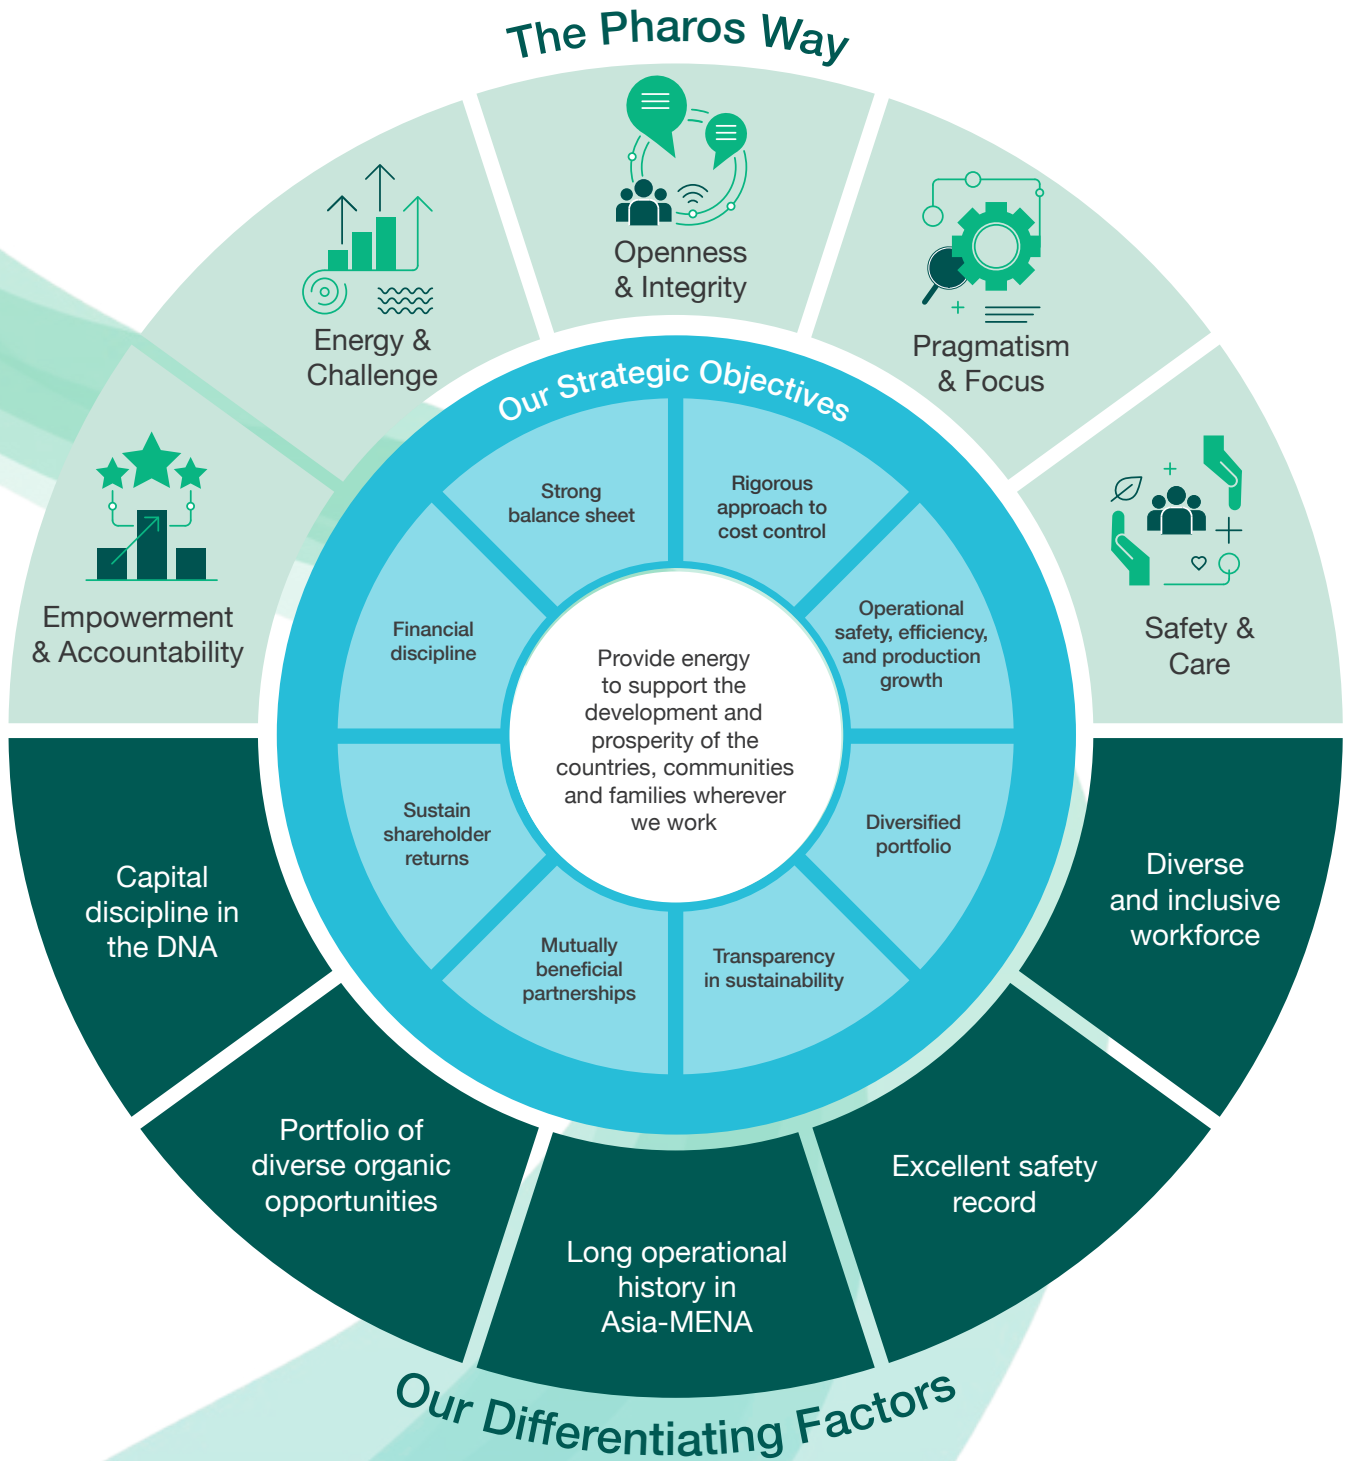 The Pharos Way
Openness
& Integrity
Energy &
Challenge
Pragmatism
& Focus
Empowerment
& Accountability
Safety &
Care
Our Strategic Objectives
Strong
balance sheet
Rigorous
approach to
cost control
Financial
discipline
Operational
safety, efficiency,
and production
growth
Provide energy
to support the
development and
prosperity of the
countries, communities
and families wherever
we work
Sustain
shareholder
returns
Diversified
portfolio
Mutually
beneficial
partnerships
Transparency
in sustainability
Capital
discipline in
the DNA
Diverse
and inclusive
workforce
Portfolio of
diverse organic
opportunities
Excellent safety
record
Long operational
history in
Asia-MENA
Our Differentiating Factors